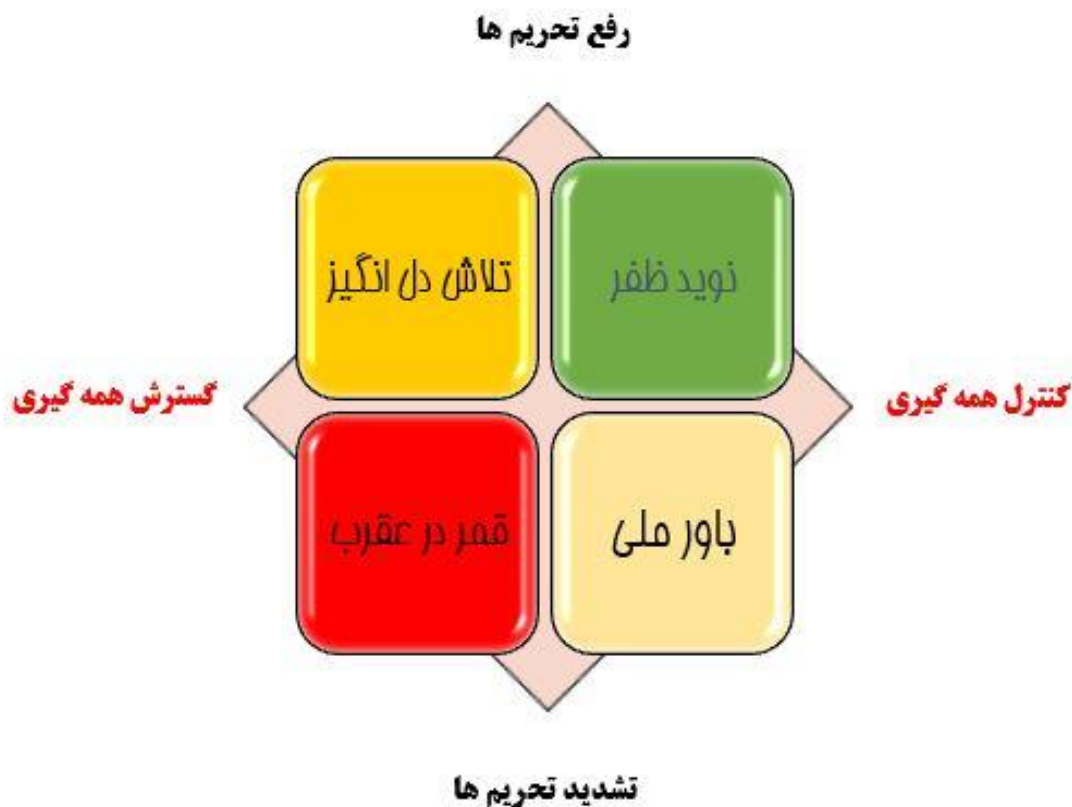 رفع تحریم ها
نوید ظفر
تلاش دل انگیز
کنترل همه گیری
گسترش همه گیری
باور ملی
قمر در عقرب
تشدید تحریم ها